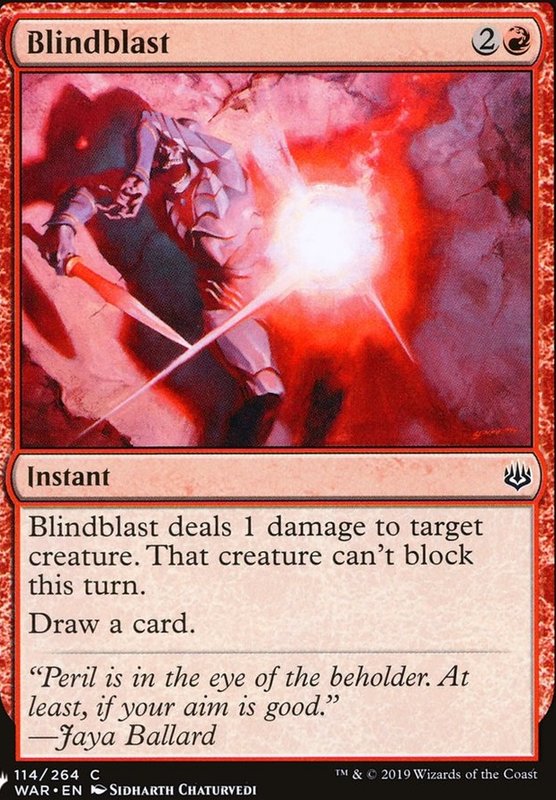 Blindblast 2
Instant
Blindblast deals 1 damage to target
creature. That creature can't block
this turn.
Draw a card.
“Peril is in the eye of the beholder. At
least, if your aim is good.”
—Jaya Ballard
114/264 C
WAR • EN Sidharth Chaturvedi
™ & © 2019 Wizards of the Coast